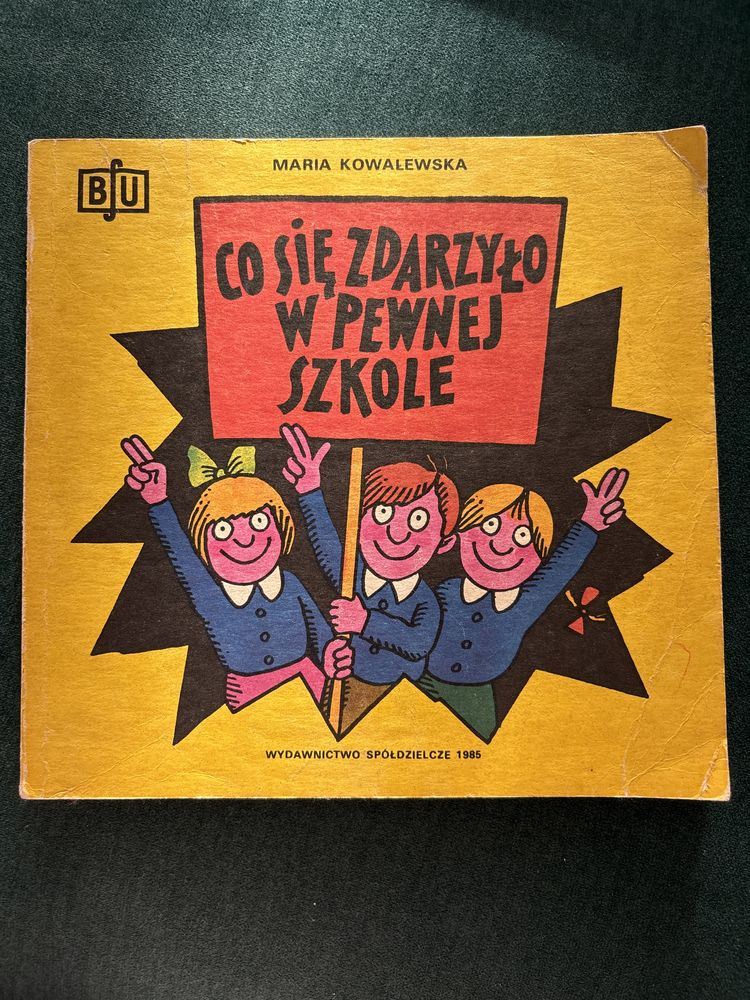 BSU
MARIA KOWALEWSKA
CO SIĘ ZDARZYŁO
W PEWNEJ
SZKOLE
WYDAWNICTWO SPÓŁDZIELCZE 1985